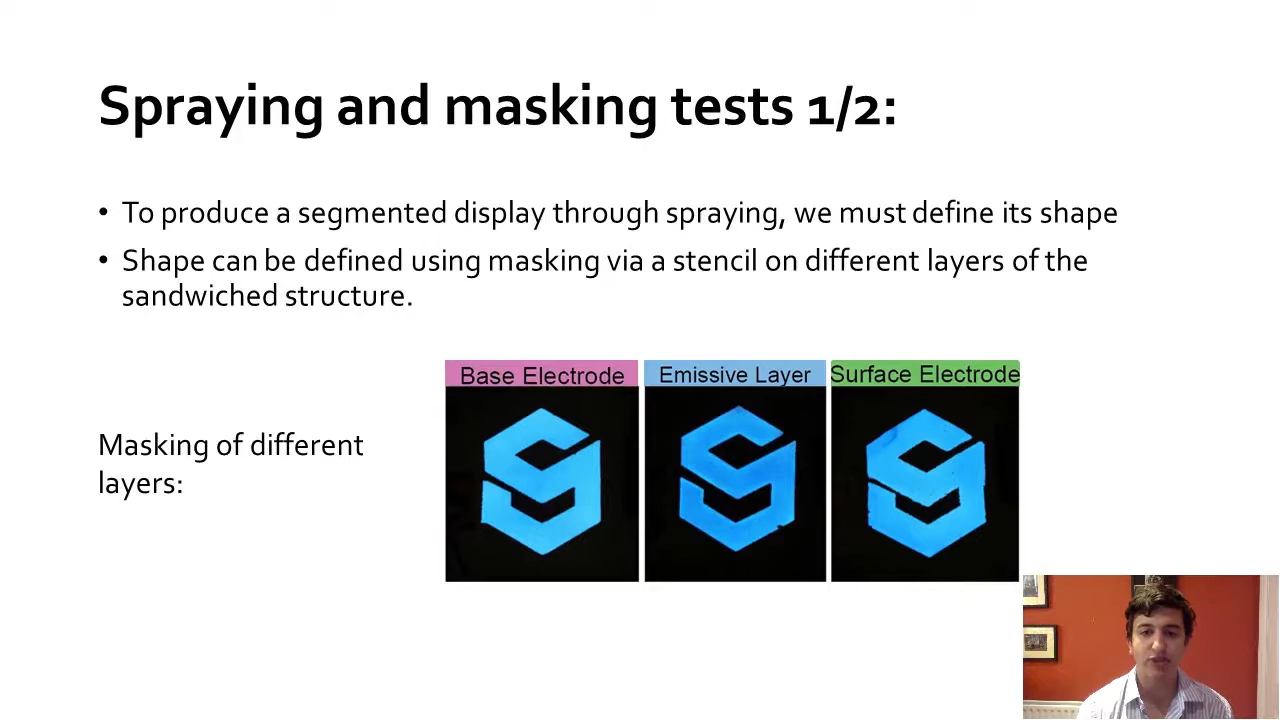 Spraying and masking tests 1/2:
• To produce a segmented display through spraying, we must define its shape
• Shape can be defined using masking via a stencil on different layers of the
sandwiched structure.
Base Electrode
Emissive Layer
Surface Electrode
Masking of different
layers: